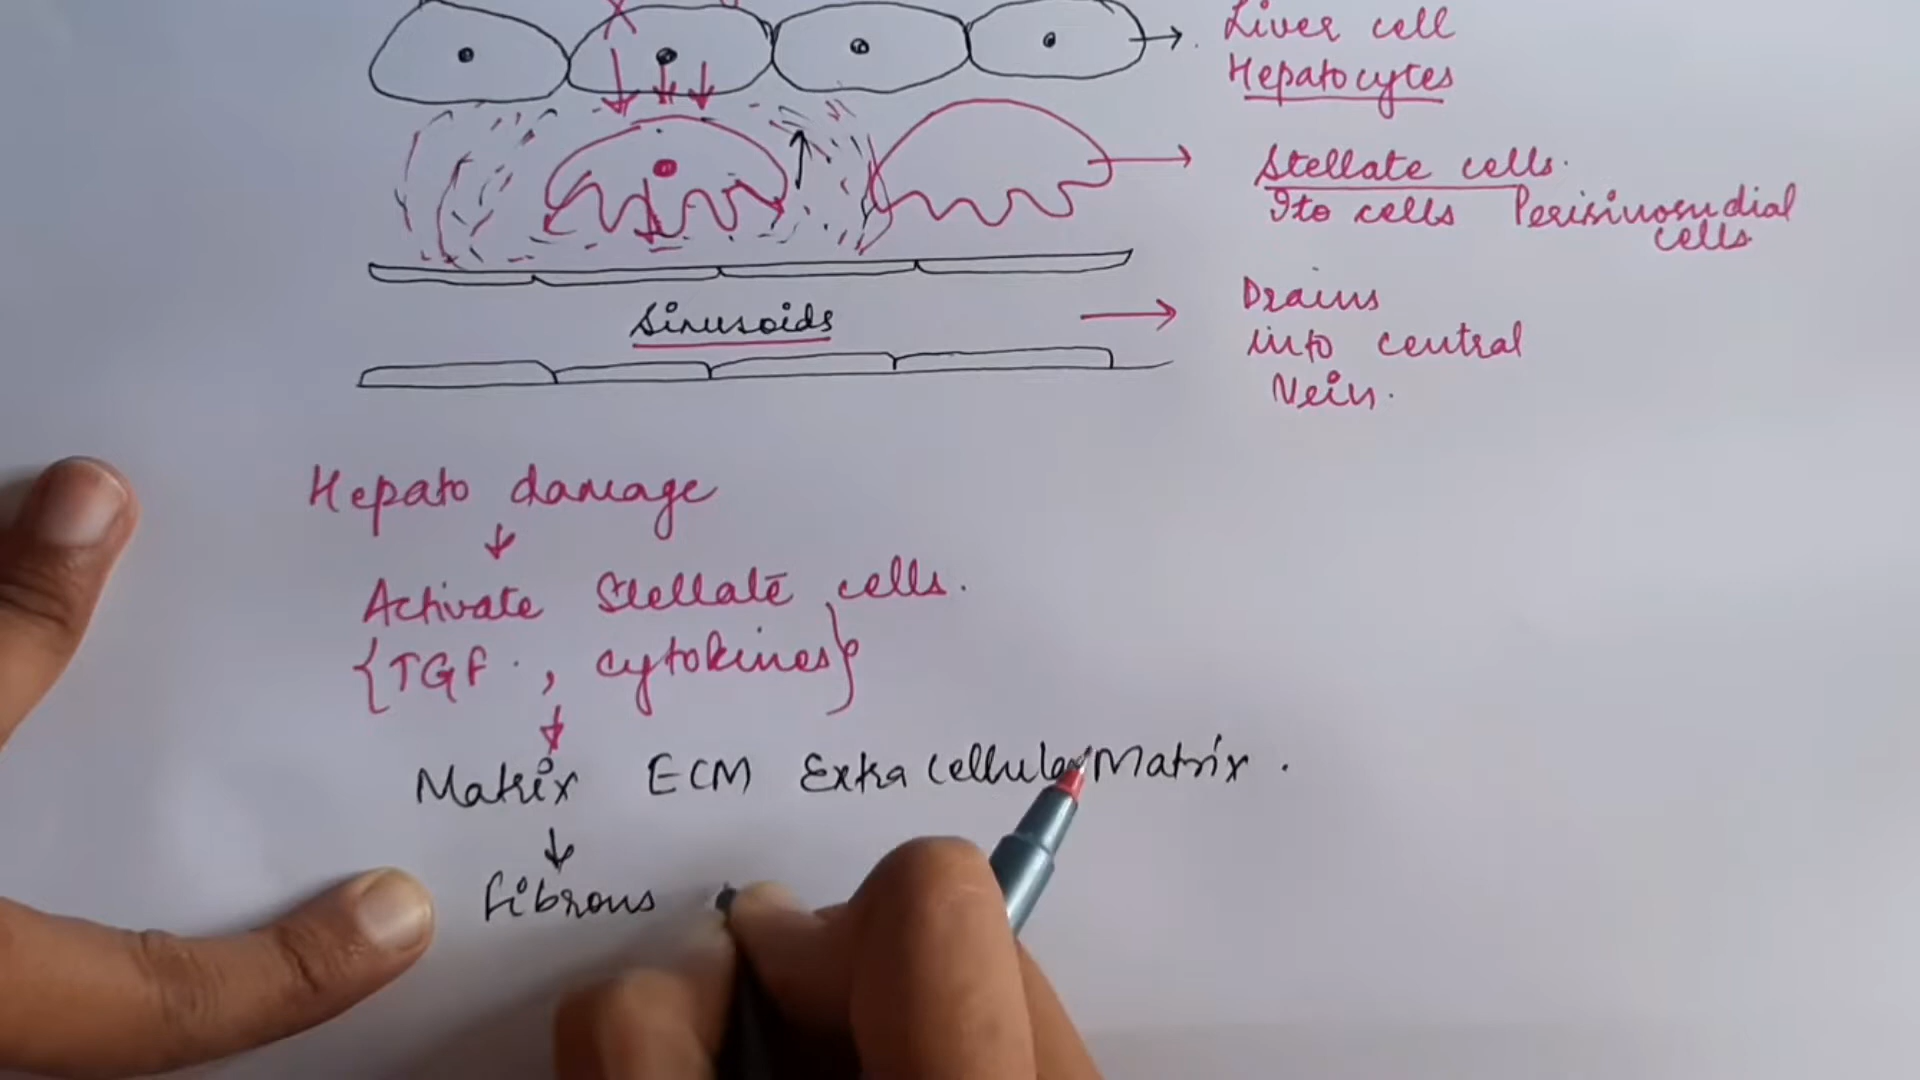 Liver cell
Hepatocytes
Stellate cells.
Ito cells Perisinosudial
cells
Sinusoids
Drains
into central
Vein.
Hepato damage
Activate Stellate cells.
{TGF , cytokines}
Matrix ECM Extra Cellular Matrix .
fibrous